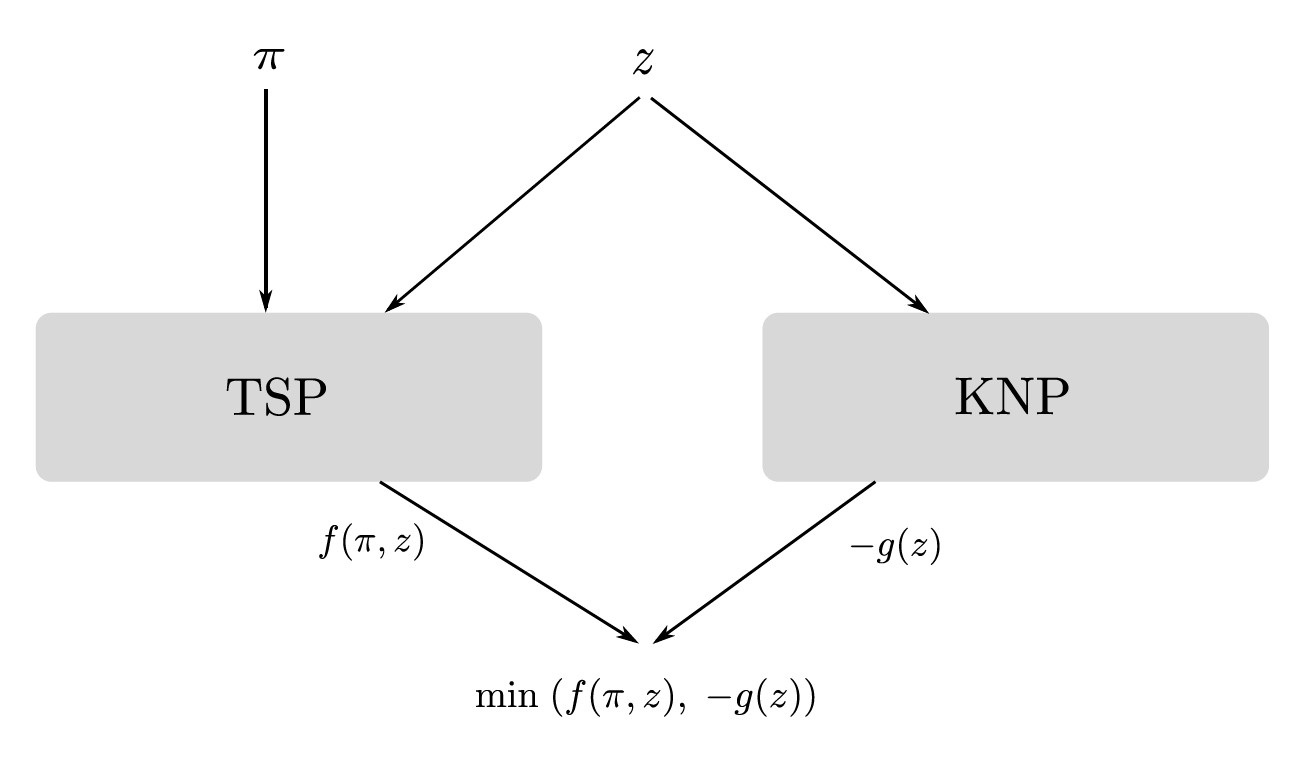 π z
TSP KNP
f(π, z) −g(z)
min (f(π, z), −g(z))